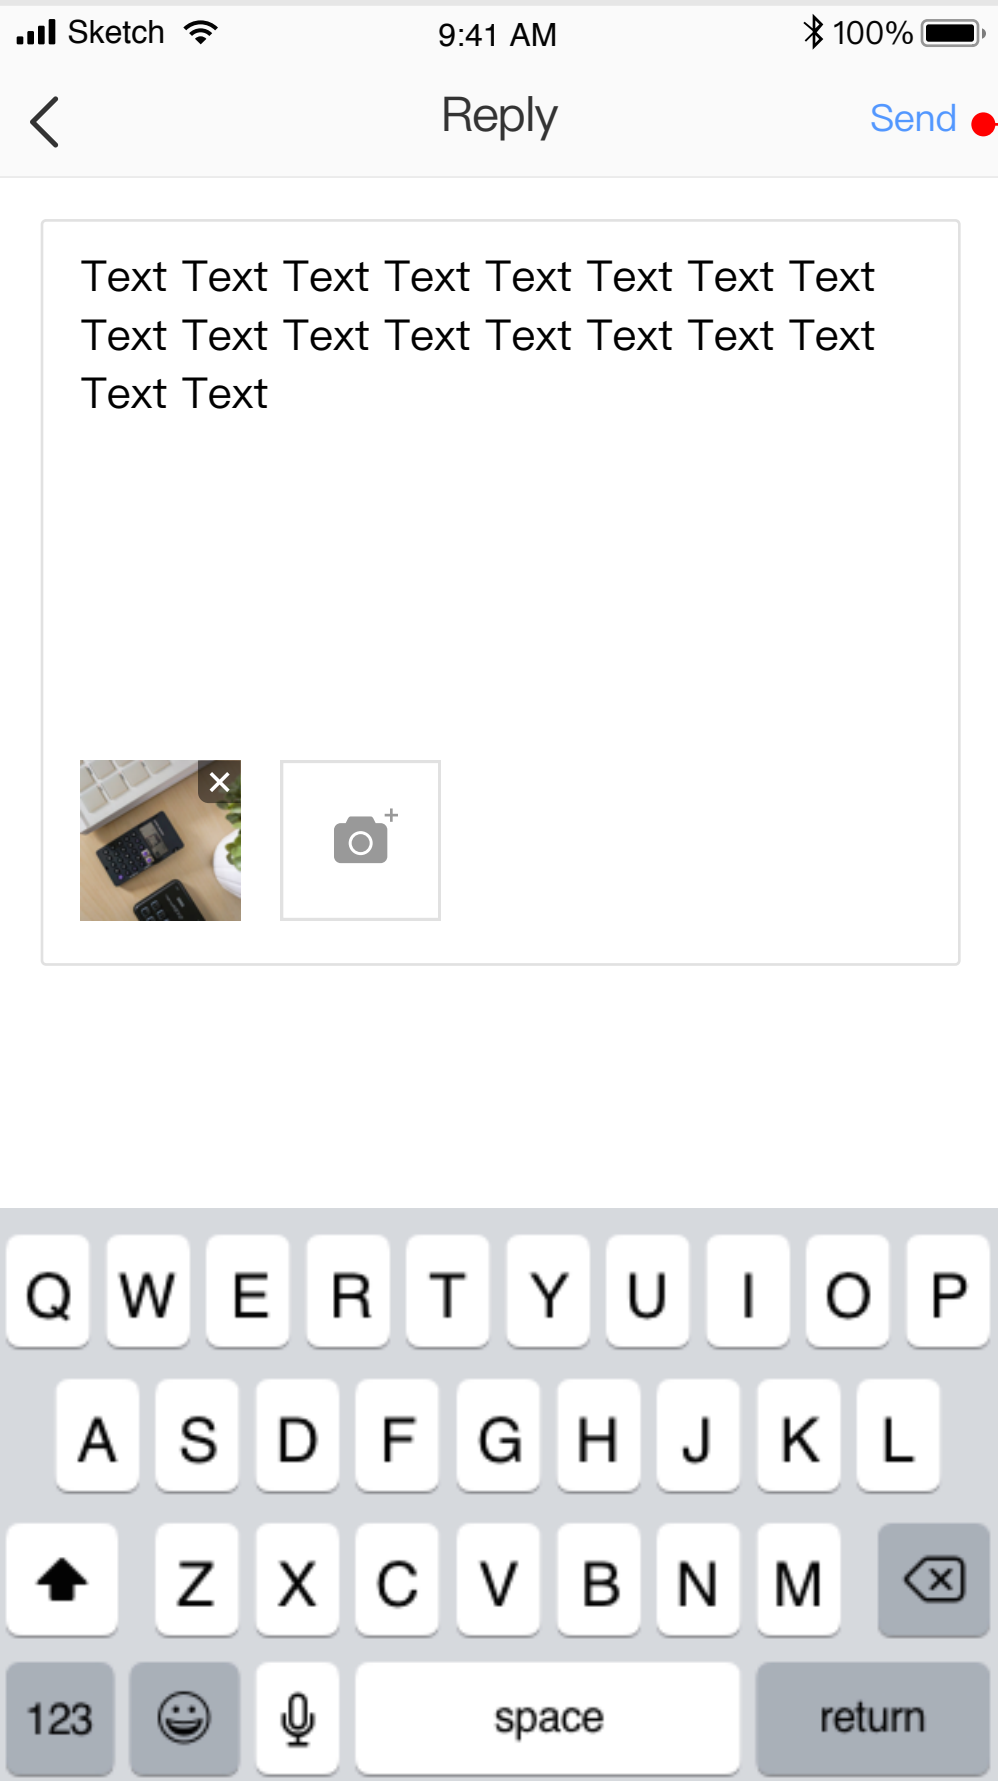 Sketch 9:41 AM 100%
Reply Send
Text Text Text Text Text Text Text Text
Text Text Text Text Text Text Text Text
Text Text
Q W E R T Y U I O P
A S D F G H J K L
Z X C V B N M
123 space return